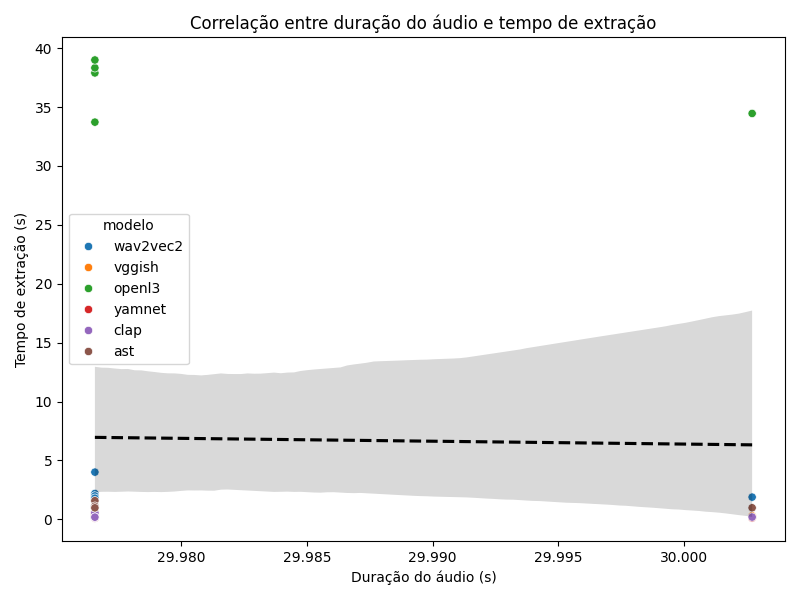 Correlação entre duração do áudio e tempo de extração
Tempo de extração (s)
40
35
30
25
20
15
10
5
0
modelo
wav2vec2
vggish
openl3
yamnet
clap
ast
29.980
29.985
29.990
29.995
30.000
Duração do áudio (s)